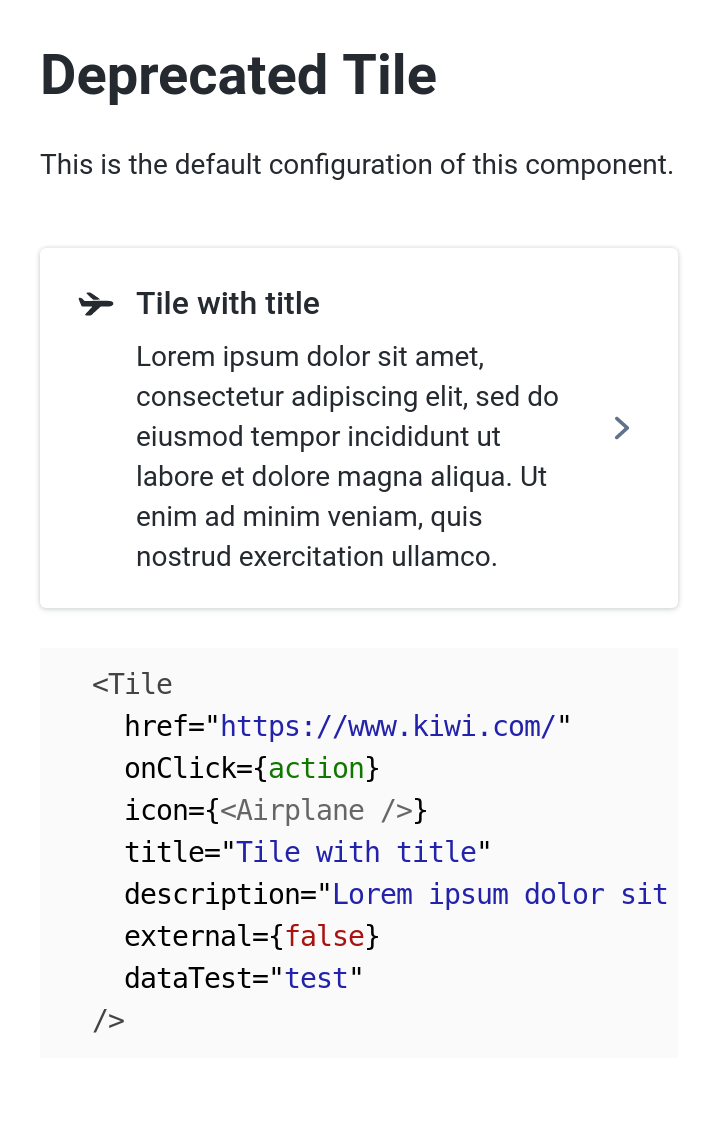 Deprecated Tile
This is the default configuration of this component.
Tile with title
Lorem ipsum dolor sit amet,
consectetur adipiscing elit, sed do
eiusmod tempor incididunt ut
labore et dolore magna aliqua. Ut
enim ad minim veniam, quis
nostrud exercitation ullamco.
<Tile
href="https://www.kiwi.com/"
onClick={action}
icon={<Airplane />}
title="Tile with title"
description="Lorem ipsum dolor sit
external={false}
dataTest="test"
/>